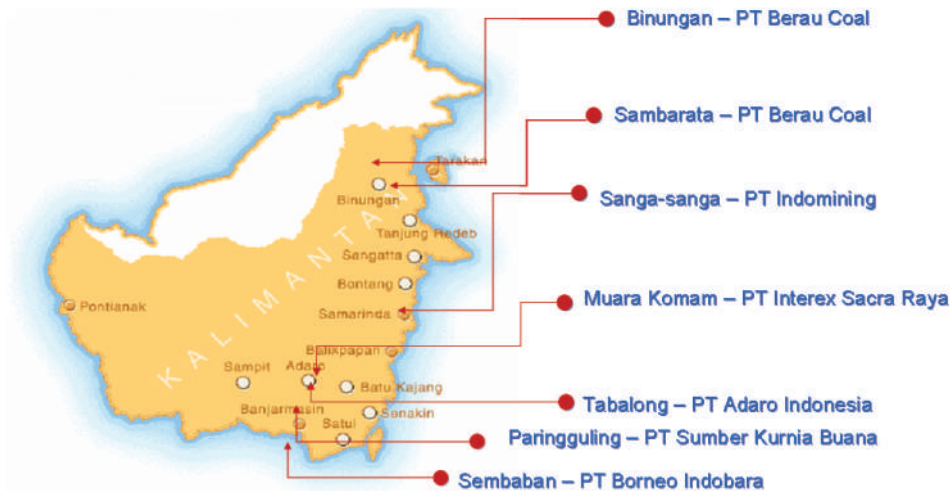 Binungan – PT Berau Coal
Sambarata – PT Berau Coal
Tarakan
Binungan
Sanga-sanga – PT Indomining
Tanjung Redeb
Sangatta
KALIMANTAN
Bontang
Muara Komam – PT Interex Sacra Raya
Pontianak
Samarinda
Balikpapan
Sampit
Adaro
Batu Kajang
Tabalong – PT Adaro Indonesia
Senakin
Banjarmasin
Satui
Paringguling – PT Sumber Kurnia Buana
Sembaban – PT Borneo Indobara